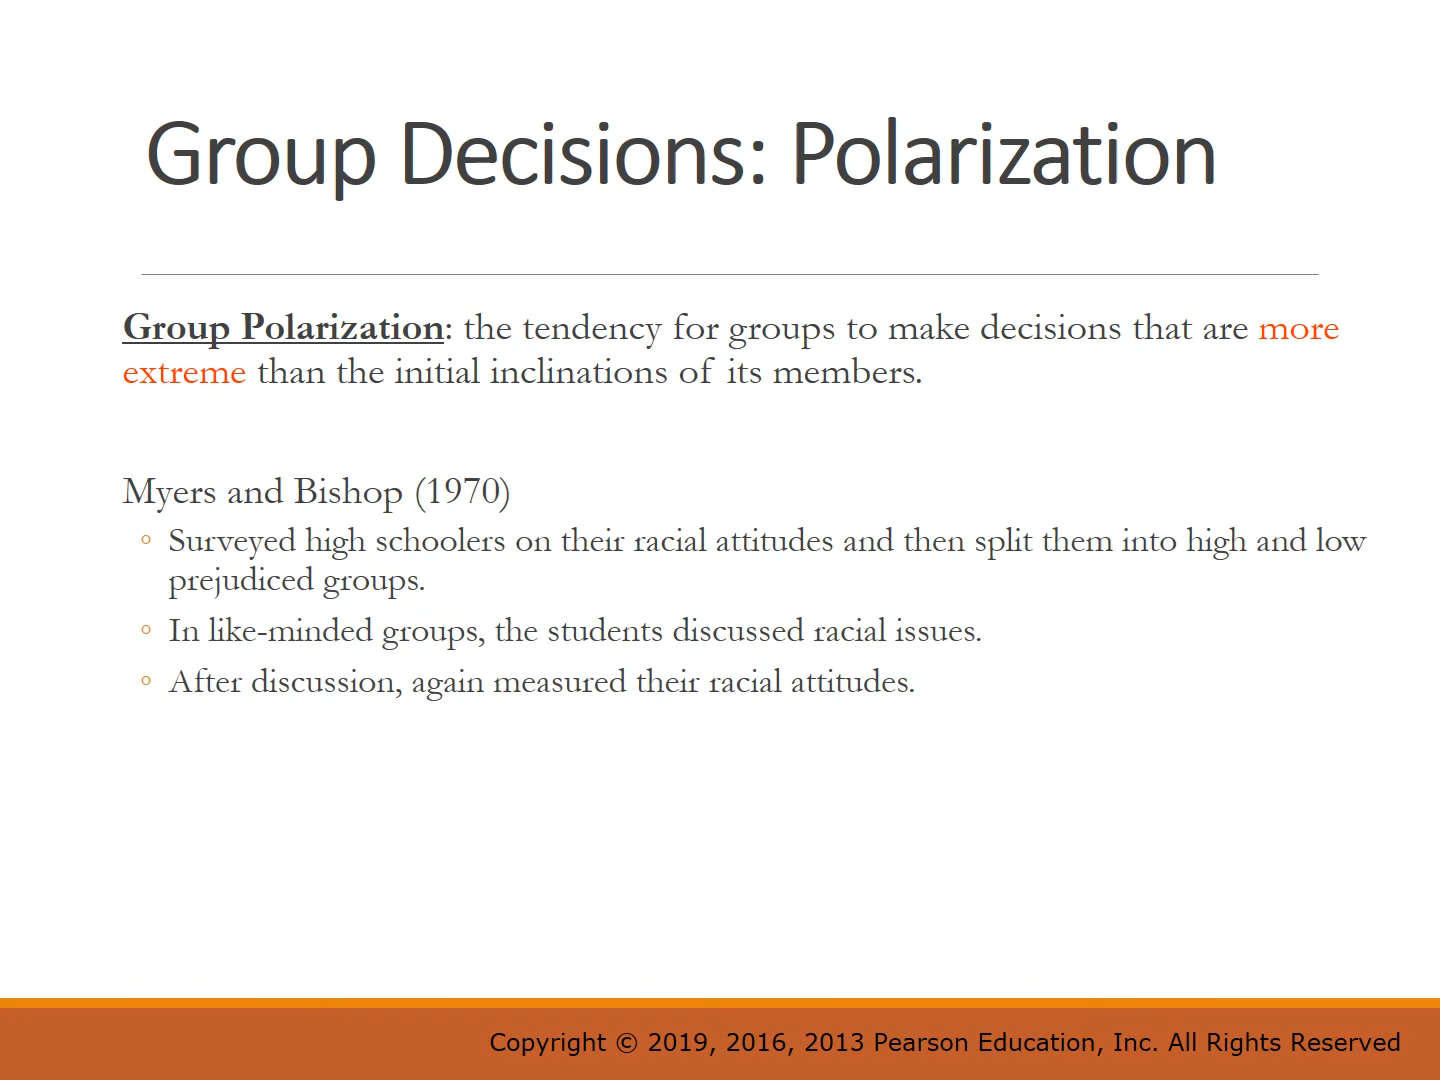 Group Decisions: Polarization
Group Polarization: the tendency for groups to make decisions that are more
extreme than the initial inclinations of its members.
Myers and Bishop (1970)
◦ Surveyed high schoolers on their racial attitudes and then split them into high and low
prejudiced groups.
◦ In like-minded groups, the students discussed racial issues.
◦ After discussion, again measured their racial attitudes.
Copyright © 2019, 2016, 2013 Pearson Education, Inc. All Rights Reserved